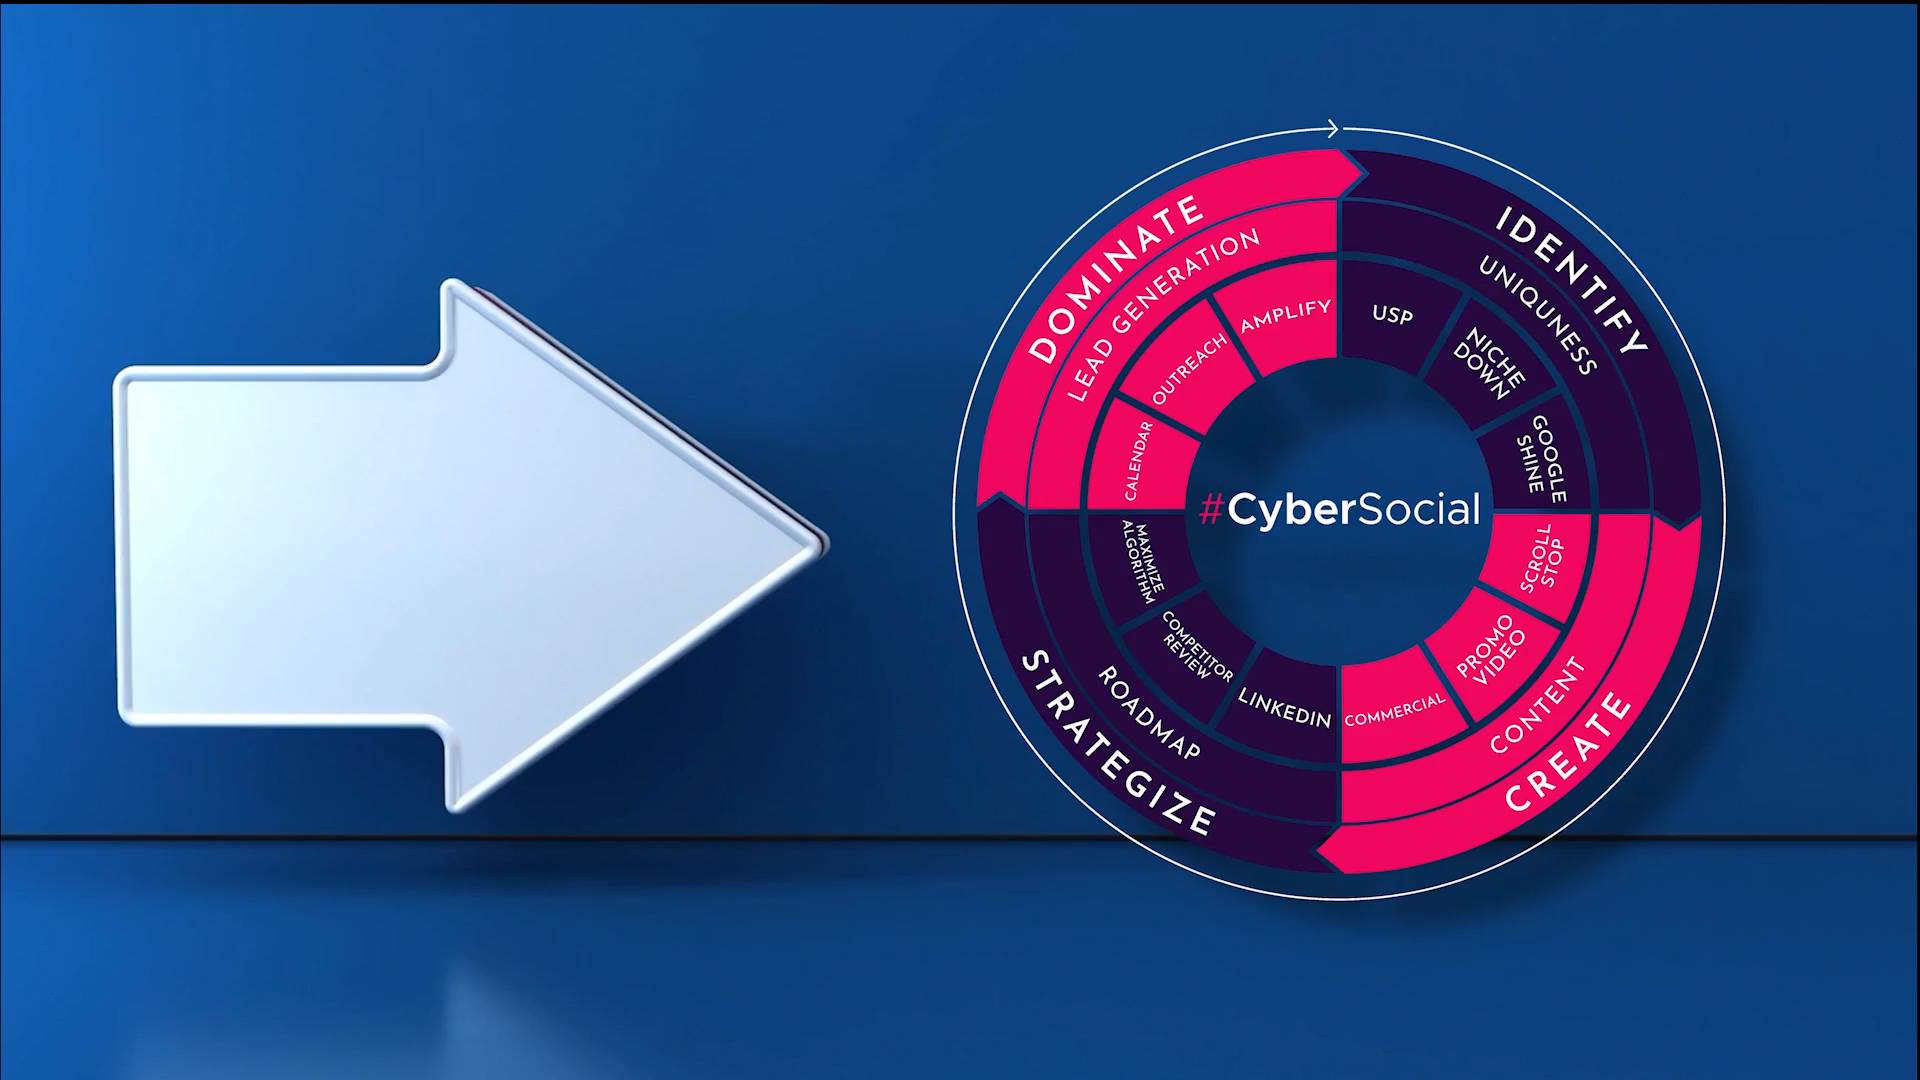 IDENTIFY
UNIQUNESS
USP
NICHE
DOWN
GOOGLE
SHINE
CREATE
CONTENT
SCROLL
STOP
PROMO
VIDEO
COMMERCIAL
STRATEGIZE
ROADMAP
LINKEDIN
COMPETITOR
REVIEW
MAXIMIZE
ALGORITHM
DOMINATE
LEAD GENERATION
CALENDAR
OUTREACH
AMPLIFY
#CyberSocial